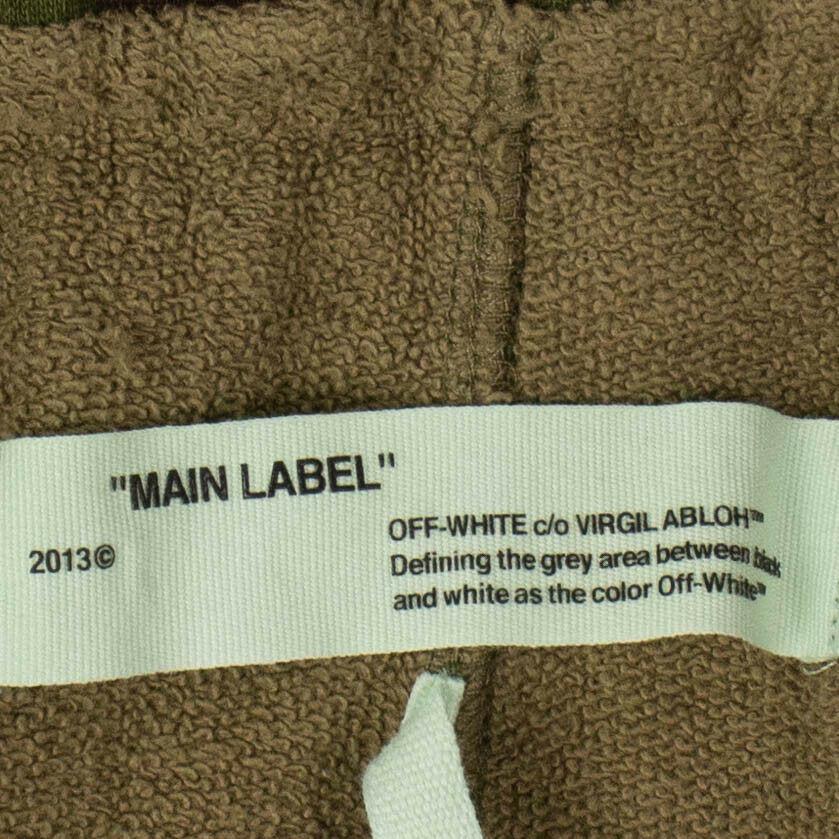 "MAIN LABEL"
2013©
OFF-WHITE c/o VIRGIL ABLOH™
Defining the grey area between black
and white as the color Off-White™